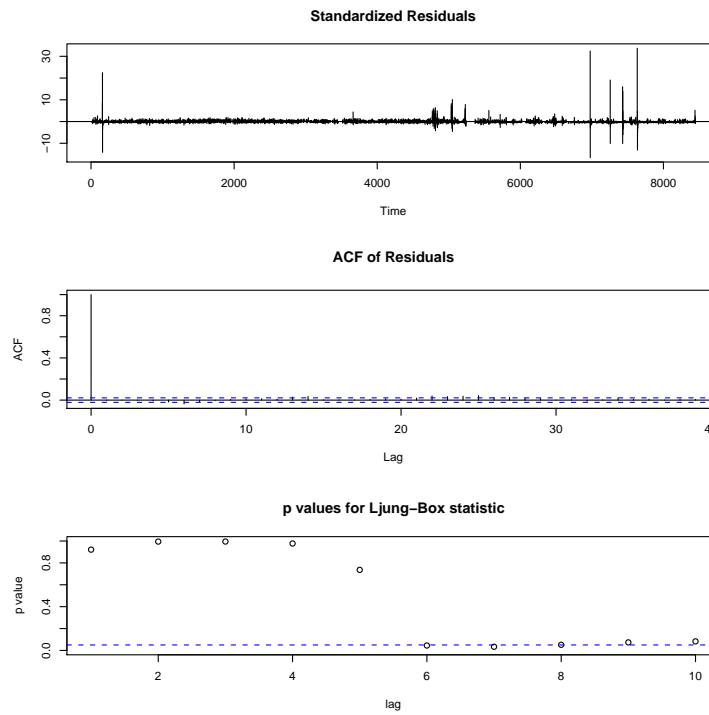 Standardized Residuals
30
10
−10
0 2000 4000 6000 8000
Time
ACF of Residuals
ACF
0.8
0.4
0.0
0 10 20 30 4
Lag
p values for Ljung−Box statistic
p value
0.8
0.4
0.0
2 4 6 8 10
lag